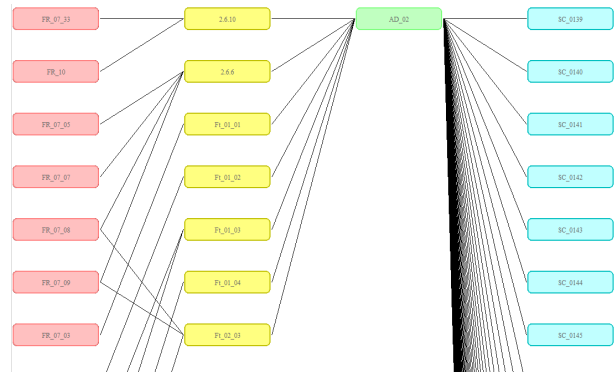 FR_07_33
2.6.10
AD_02
SC_0139
FR_10
2.6.6
SC_0140
FR_07_05
Ft_01_01
SC_0141
FR_07_07
Ft_01_02
SC_0142
FR_07_08
Ft_01_03
SC_0143
FR_07_09
Ft_01_04
SC_0144
FR_07_03
Ft_02_03
SC_0145